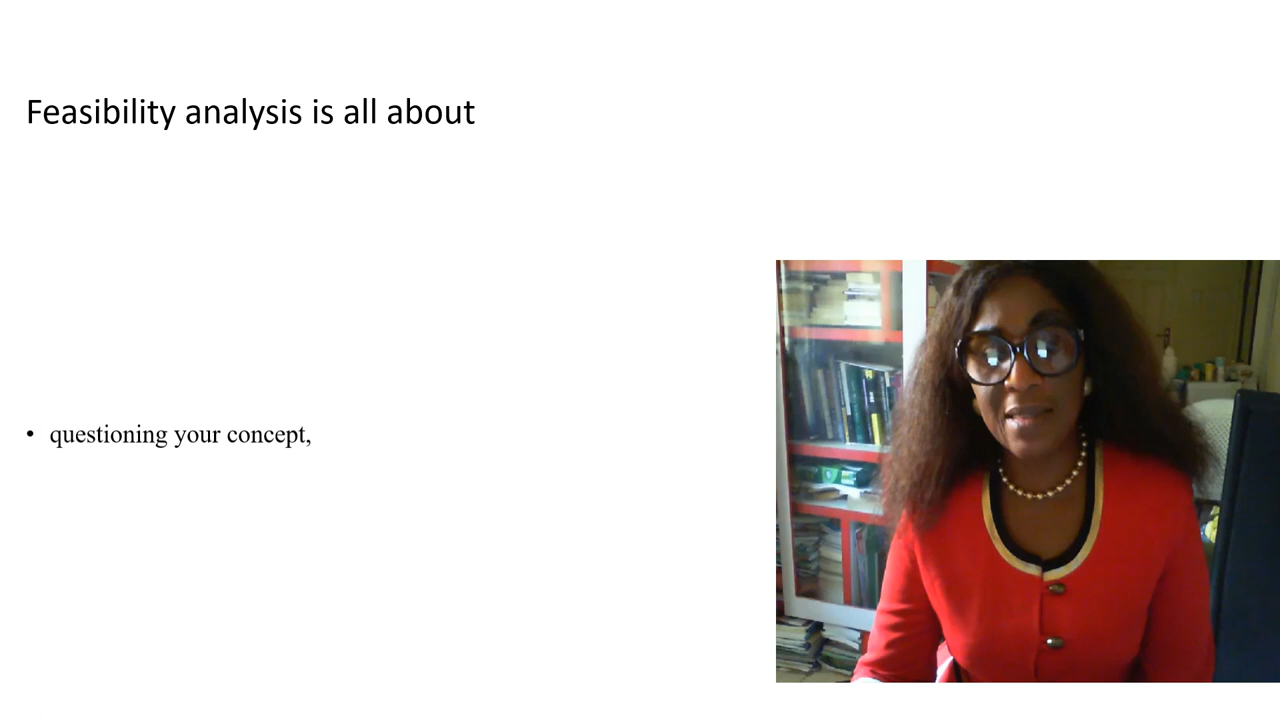 Feasibility analysis is all about
• questioning your concept,